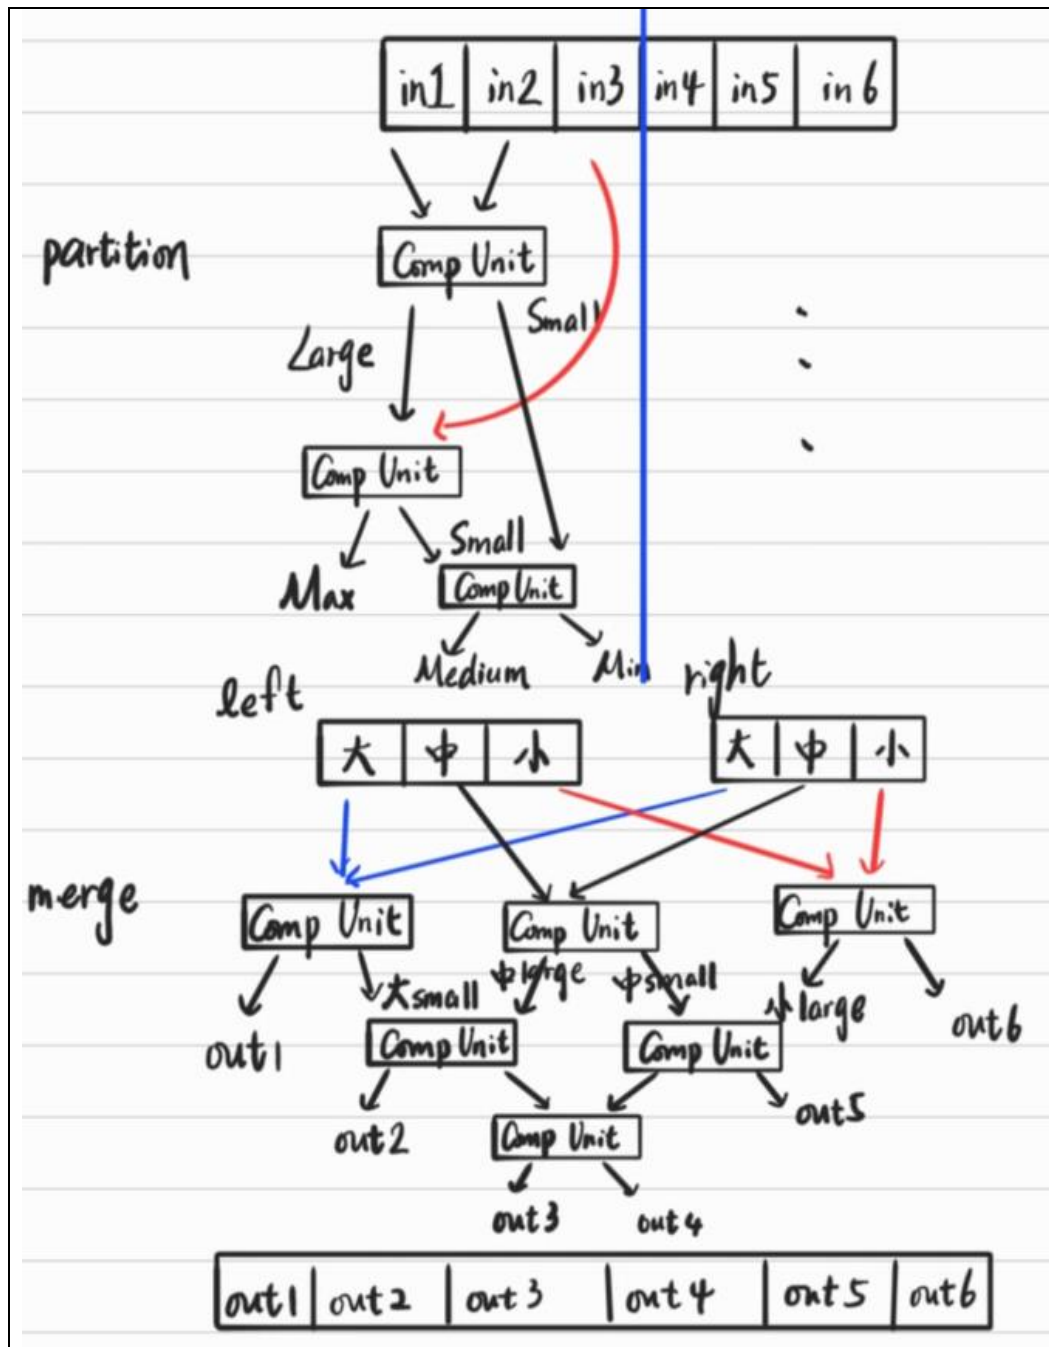 in1 in2 in3 in4 in5 in6
partition
Comp Unit
Small
Large
Comp Unit
Small
Max
Comp Unit
Medium Min
left right
大 中 小 大 中 小
merge
Comp Unit Comp Unit Comp Unit
大small 中large 中small 小large
out1 out6
Comp Unit Comp Unit
out2 out5
Comp Unit
out3 out4
out1 out2 out3 out4 out5 out6